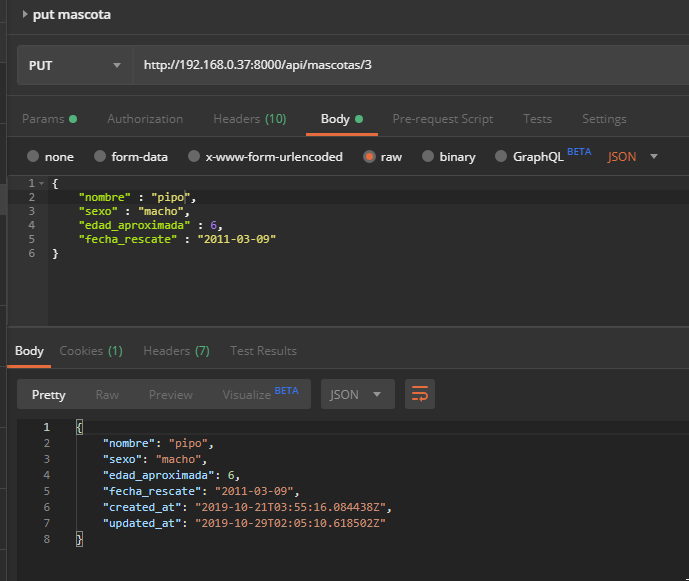 put mascota
PUT http://192.168.0.37:8000/api/mascotas/3
Params Authorization Headers (10) Body Pre-request Script Tests Settings
none form-data x-www-form-urlencoded raw binary GraphQL BETA JSON
1 {
2 "nombre" : "pipo",
3 "sexo" : "macho",
4 "edad_aproximada" : 6,
5 "fecha_rescate" : "2011-03-09"
6 }
Body Cookies (1) Headers (7) Test Results
Pretty Raw Preview Visualize BETA JSON
1 {
2 "nombre": "pipo",
3 "sexo": "macho",
4 "edad_aproximada": 6,
5 "fecha_rescate": "2011-03-09",
6 "created_at": "2019-10-21T03:55:16.084438Z",
7 "updated_at": "2019-10-29T02:05:10.618502Z"
8 }